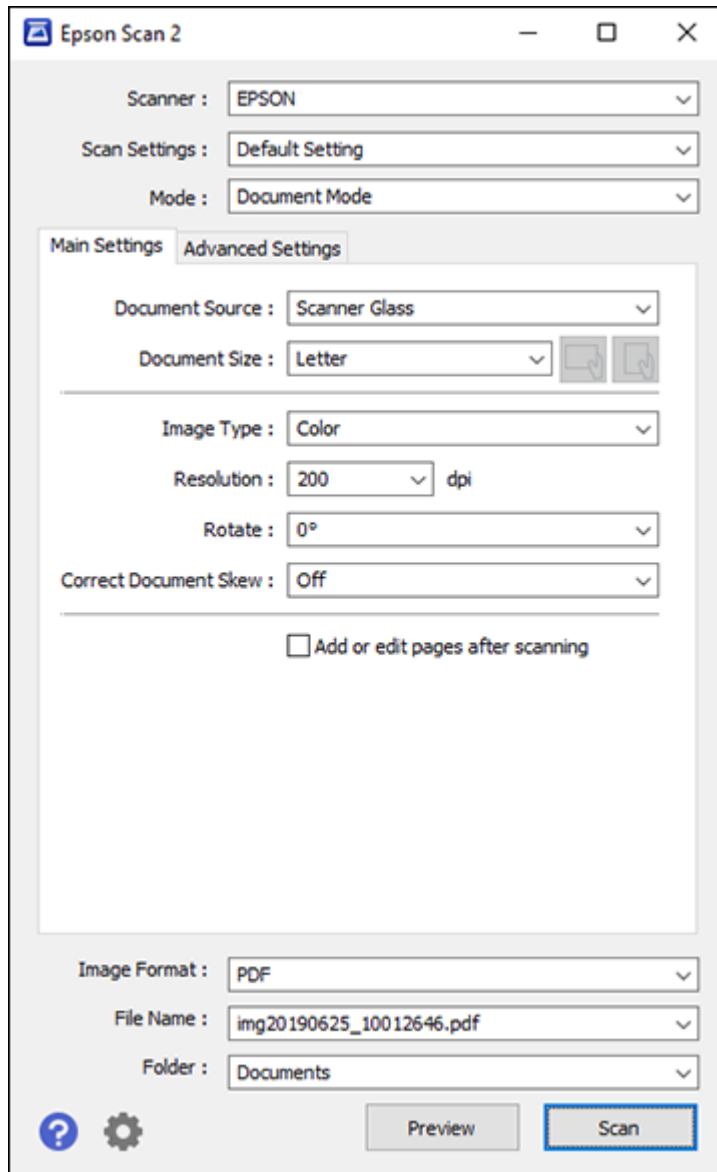 Epson Scan 2
Scanner : EPSON
Scan Settings : Default Setting
Mode : Document Mode
Main Settings Advanced Settings
Document Source : Scanner Glass
Document Size : Letter
Image Type : Color
Resolution : 200 dpi
Rotate : 0°
Correct Document Skew : Off
Add or edit pages after scanning
Image Format : PDF
File Name : img20190625_10012646.pdf
Folder : Documents
? Preview Scan